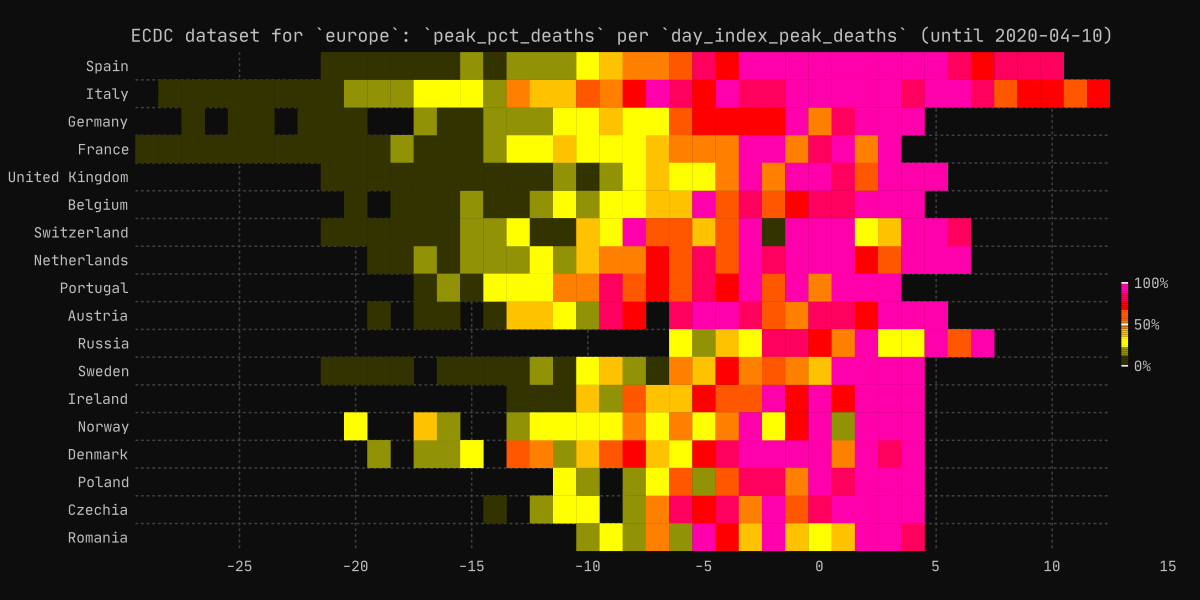 ECDC dataset for `europe`: `peak_pct_deaths` per `day_index_peak_deaths` (until 2020-04-10)
Spain
Italy
Germany
France
United Kingdom
Belgium
Switzerland
Netherlands
Portugal
Austria
Russia
Sweden
Ireland
Norway
Denmark
Poland
Czechia
Romania
100%
50%
0%
-25 -20 -15 -10 -5 0 5 10 15